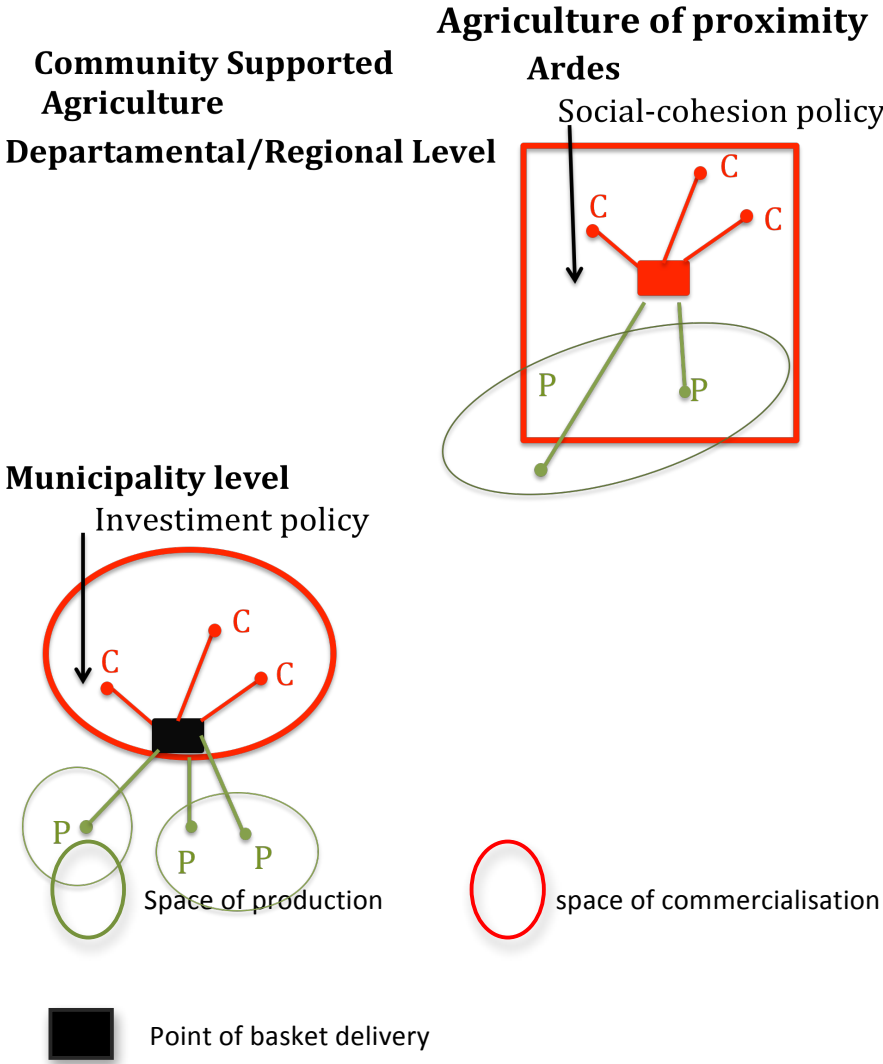 Agriculture of proximity
Community Supported
Agriculture
Ardes
Social-cohesion policy
Departamental/Regional Level
C
C
C
P
P
Municipality level
Investiment policy
C
C
C
P
P
P
Space of production
space of commercialisation
Point of basket delivery